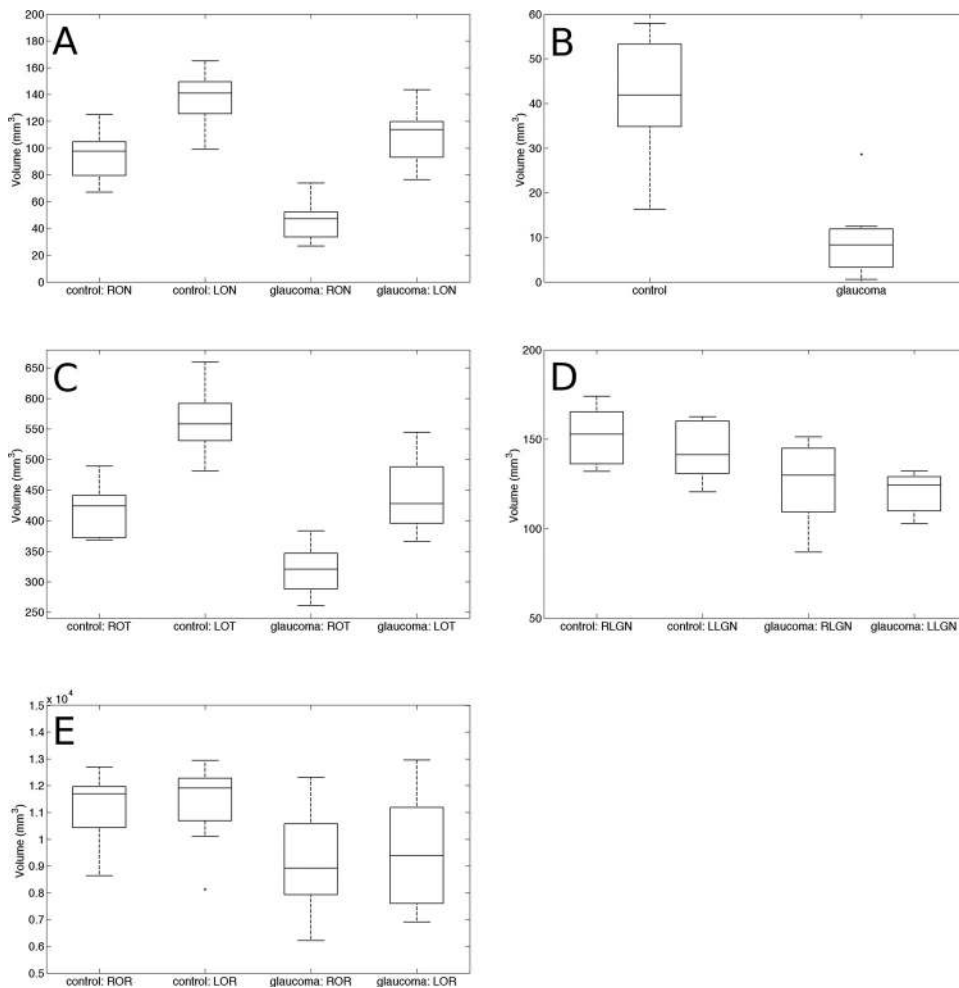 A
Volume (mm³)
200
180
160
140
120
100
80
60
40
20
0
control: RON control: LON glaucoma: RON glaucoma: LON
B
Volume (mm³)
60
50
40
30
20
10
0
control glaucoma
C
Volume (mm³)
650
600
550
500
450
400
350
300
250
control: ROT control: LOT glaucoma: ROT glaucoma: LOT
D
Volume (mm³)
200
150
100
50
control: RLGN control: LLGN glaucoma: RLGN glaucoma: LLGN
E
x 10⁴
Volume (mm³)
1.5
1.4
1.3
1.2
1.1
1
0.9
0.8
0.7
0.6
0.5
control: ROR control: LOR glaucoma: ROR glaucoma: LOR